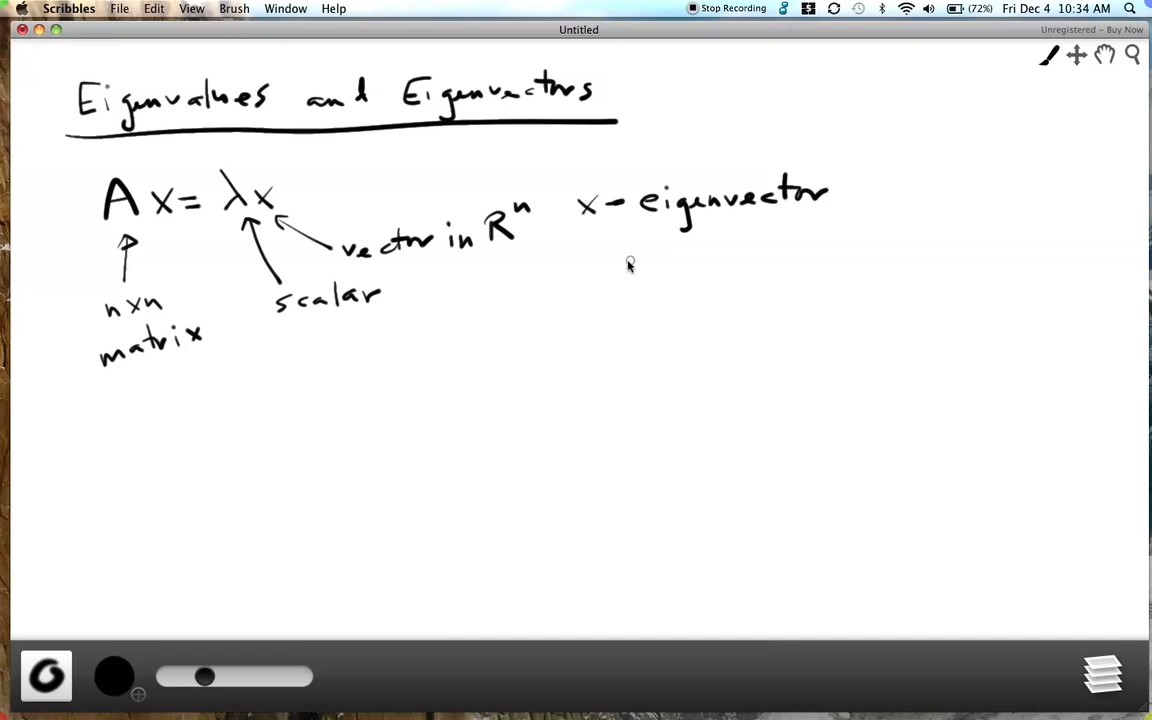 Scribbles File Edit View Brush Window Help Stop Recording (72%) Fri Dec 4 10:34 AM
Untitled Unregistered – Buy Now
Eigenvalues and Eigenvectors
A x = λx
x – eigenvector
vector in Rⁿ
scalar
n x n
matrix